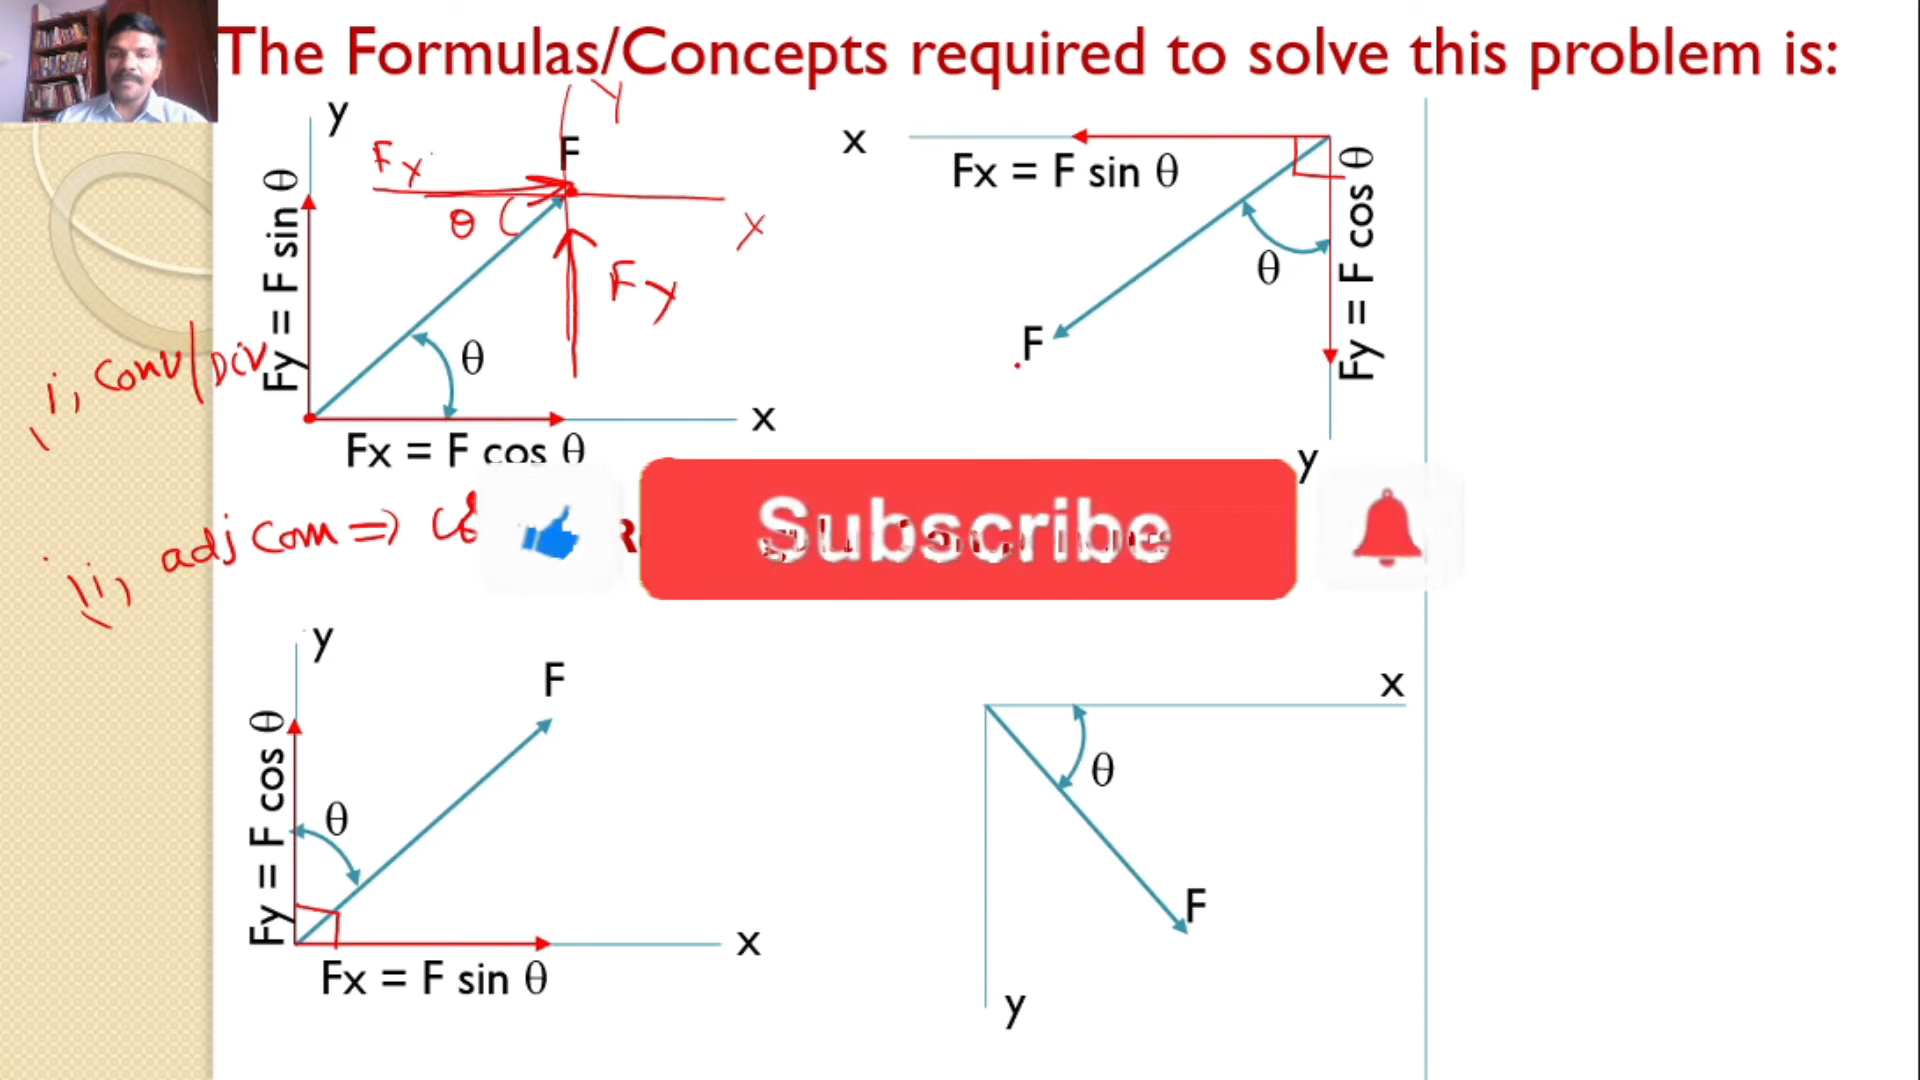 The Formulas/Concepts required to solve this problem is:
y
Y
F
Fx
θ
X
Fy
Fy = F sin θ
θ
x
Fx = F cos θ
x
Fx = F sin θ
Fy = F cos θ
θ
F
y
i, Conv/Div
ii, adj com => 
Subscribe
y
F
Fy = F cos θ
θ
x
Fx = F sin θ
x
θ
F
y